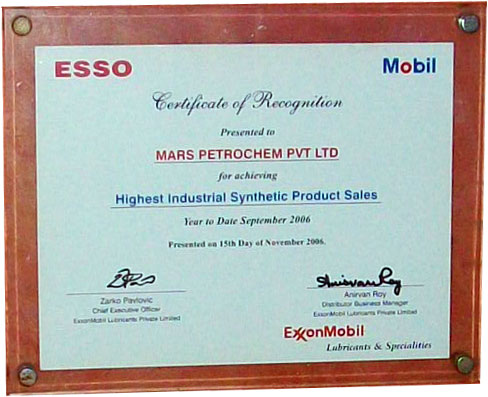 ESSO Mobil
Certificate of Recognition
Presented to
MARS PETROCHEM PVT LTD
for achieving
Highest Industrial Synthetic Product Sales
Year to Date September 2006
Presented on 15th Day of November 2006.
Zarko Pavlovic
Chief Executive Officer
ExxonMobil Lubricants Private Limited
Anirvan Roy
Anirvan Roy
Distributor Business Manager
ExxonMobil Lubricants Private Limited
ExxonMobil
Lubricants & Specialities